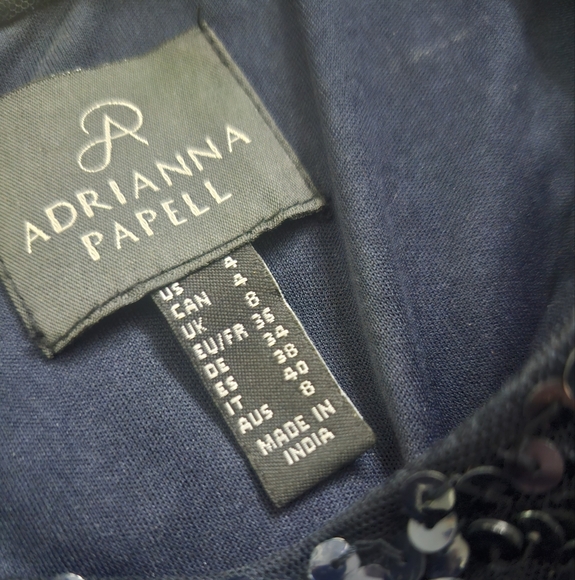 ADRIANNA
PAPELL
US 4
CAN 4
UK 8
EU/FR 36
DE 34
ES 38
IT 40
AUS 8
MADE IN
INDIA